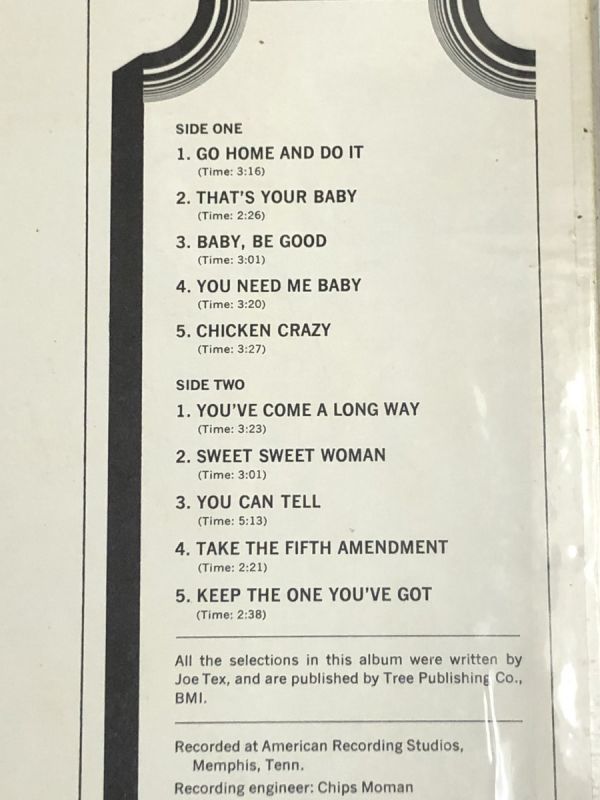 SIDE ONE
1. GO HOME AND DO IT
(Time: 3:16)
2. THAT'S YOUR BABY
(Time: 2:26)
3. BABY, BE GOOD
(Time: 3:01)
4. YOU NEED ME BABY
(Time: 3:20)
5. CHICKEN CRAZY
(Time: 3:27)
SIDE TWO
1. YOU'VE COME A LONG WAY
(Time: 3:23)
2. SWEET SWEET WOMAN
(Time: 3:01)
3. YOU CAN TELL
(Time: 5:13)
4. TAKE THE FIFTH AMENDMENT
(Time: 2:21)
5. KEEP THE ONE YOU'VE GOT
(Time: 2:38)
All the selections in this album were written by
Joe Tex, and are published by Tree Publishing Co.,
BMI.
Recorded at American Recording Studios,
Memphis, Tenn.
Recording engineer: Chips Moman